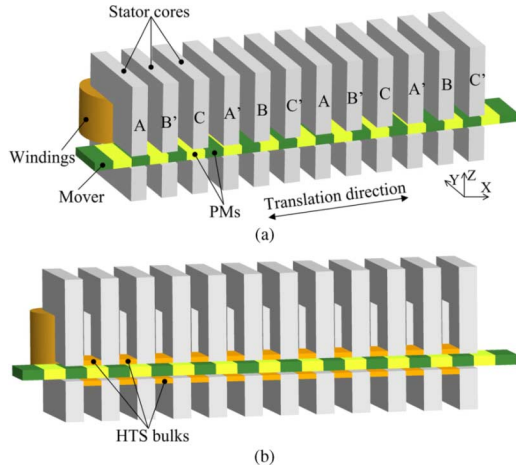 Stator cores
A B’ C A’ B C’ A B’ C A’ B C’
Windings
Mover
PMs
Translation direction
Y Z X
(a)
HTS bulks
(b)